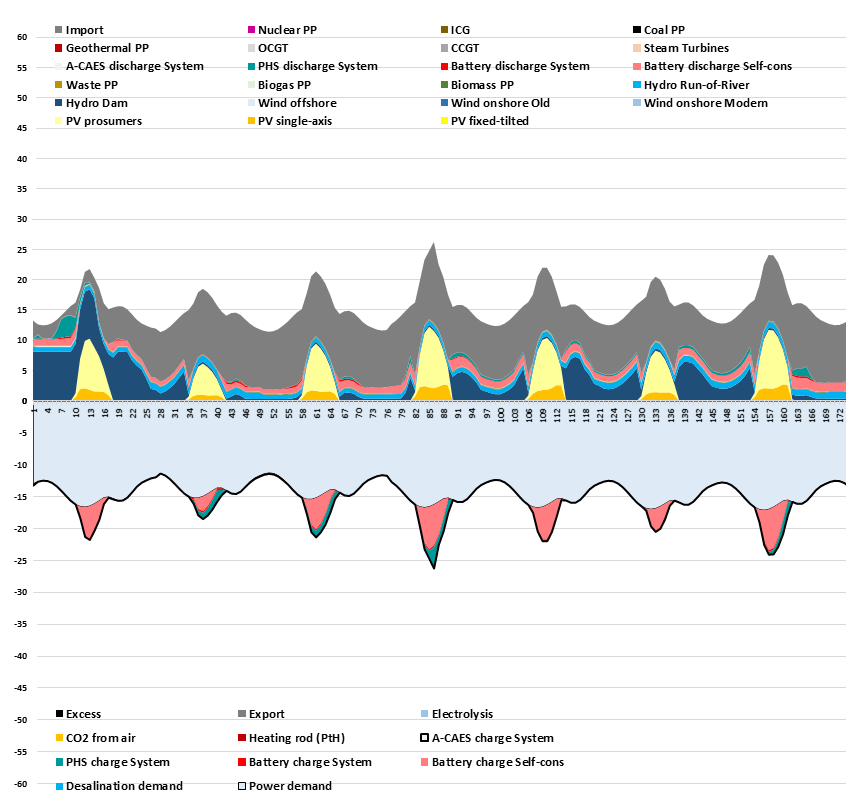 Import Nuclear PP ICG Coal PP
60
Geothermal PP OCGT CCGT Steam Turbines
55
A-CAES discharge System PHS discharge System Battery discharge System Battery discharge Self-cons
Waste PP Biogas PP Biomass PP Hydro Run-of-River
50
Hydro Dam Wind offshore Wind onshore Old Wind onshore Modern
PV prosumers PV single-axis PV fixed-tilted
45
40
35
30
25
20
15
10
5
0
1 4 7 10 13 16 19 22 25 28 31 34 37 40 43 46 49 52 55 58 61 64 67 70 73 76 79 82 85 88 91 94 97 100 103 106 109 112 115 118 121 124 127 130 133 136 139 142 145 148 151 154 157 160 163 166 169 172
-5
-10
-15
-20
-25
-30
-35
-40
-45
-50
Excess Export Electrolysis
CO2 from air Heating rod (PtH) A-CAES charge System
-55
PHS charge System Battery charge System Battery charge Self-cons
Desalination demand Power demand
-60